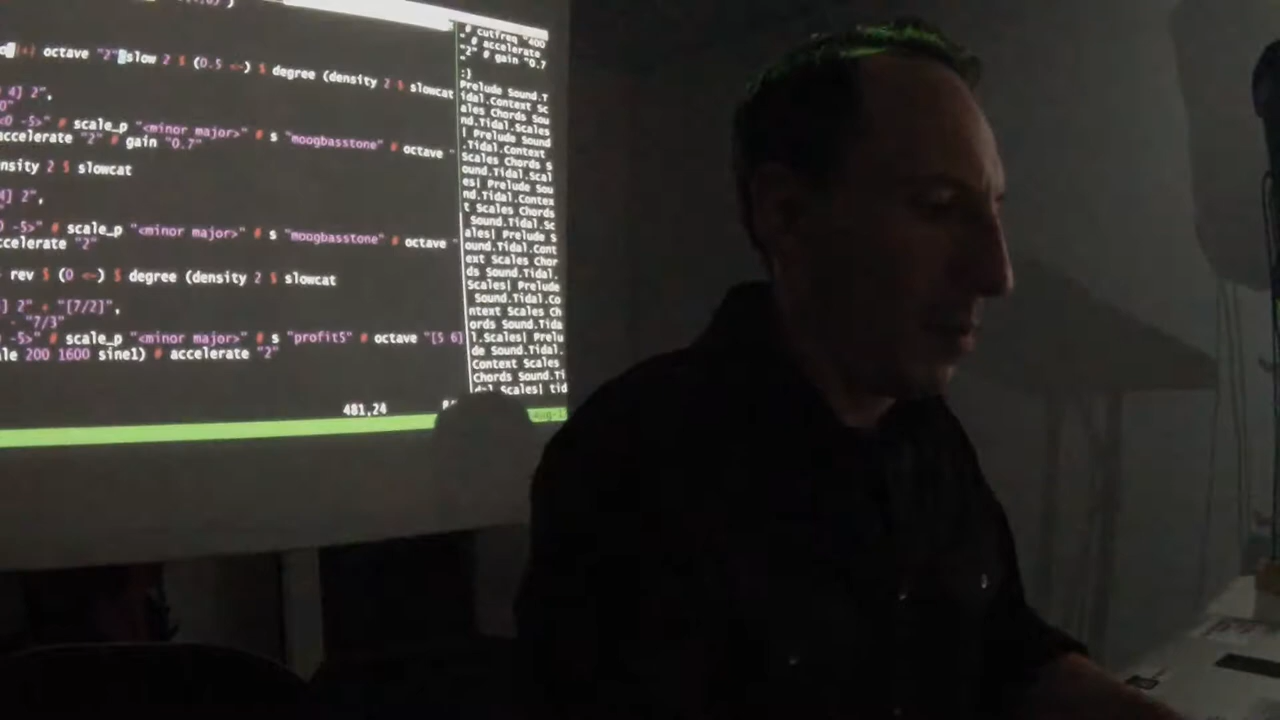 octave "2" slow 2 $ (0.5 <~) $ degree (density 2 $ slowcat
4] 2",
0"
<0 -5>" # scale_p "<minor major>" # s "moogbasstone" # octave "
accelerate "2" # gain "0.7"
nsity 2 $ slowcat
4] 2",
0 -5>" # scale_p "<minor major>" # s "moogbasstone" # octave "
ccelerate "2"
rev $ (0 <~) $ degree (density 2 $ slowcat
] 2" + "[7/2]",
- "7/3"
-5>" # scale_p "<minor major>" # s "profit5" # octave "[5 6]
le 200 1600 sine1) # accelerate "2"
481,24
# cutfreq "400
" # accelerate
"2" # gain "0.7
"
:}
Prelude Sound.T
idal.Context Sc
ales Chords Sou
nd.Tidal.Scales
| Prelude Sound
.Tidal.Context
Scales Chords S
ound.Tidal.Scal
es| Prelude Sou
nd.Tidal.Contex
t Scales Chords
Sound.Tidal.Sc
ales| Prelude S
ound.Tidal.Cont
ext Scales Chor
ds Sound.Tidal.
Scales| Prelude
Sound.Tidal.Co
ntext Scales Ch
ords Sound.Tida
l.Scales| Prelu
de Sound.Tidal.
Context Scales
Chords Sound.Ti
dal.Scales| tid